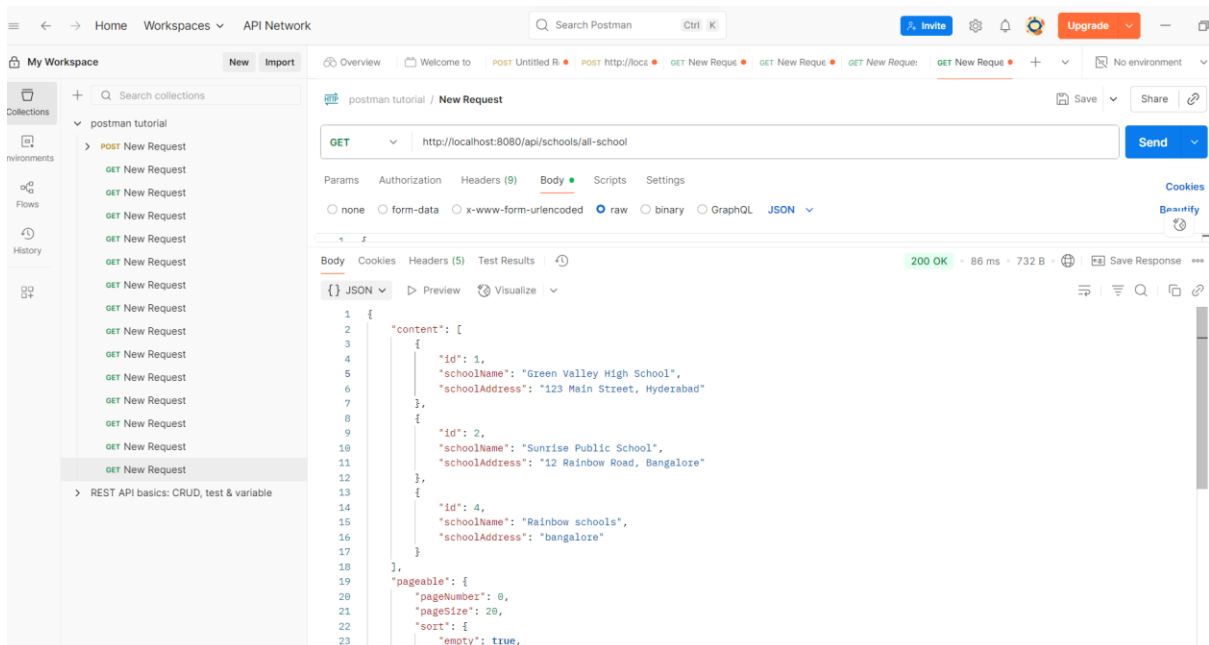 Home Workspaces API Network Search Postman Ctrl K Invite Upgrade
My Workspace New Import Overview Welcome to POST Untitled R POST http://loca GET New Reque GET New Reque GET New Reque GET New Reque No environment
Collections
Search collections
postman tutorial / New Request Save Share
postman tutorial
POST New Request
GET http://localhost:8080/api/schools/all-school Send
nvironments
GET New Request
GET New Request
Params Authorization Headers (9) Body Scripts Settings Cookies
Flows
GET New Request
none form-data x-www-form-urlencoded raw binary GraphQL JSON Beautify
GET New Request
1 {
History
GET New Request
Body Cookies Headers (5) Test Results 200 OK 86 ms 732 B Save Response
GET New Request
{} JSON Preview Visualize
GET New Request
GET New Request
GET New Request
GET New Request
GET New Request
GET New Request
GET New Request
GET New Request
REST API basics: CRUD, test & variable
1 {
2 "content": [
3 {
4 "id": 1,
5 "schoolName": "Green Valley High School",
6 "schoolAddress": "123 Main Street, Hyderabad"
7 },
8 {
9 "id": 2,
10 "schoolName": "Sunrise Public School",
11 "schoolAddress": "12 Rainbow Road, Bangalore"
12 },
13 {
14 "id": 4,
15 "schoolName": "Rainbow schools",
16 "schoolAddress": "bangalore"
17 }
18 ],
19 "pageable": {
20 "pageNumber": 0,
21 "pageSize": 20,
22 "sort": {
23 "empty": true,